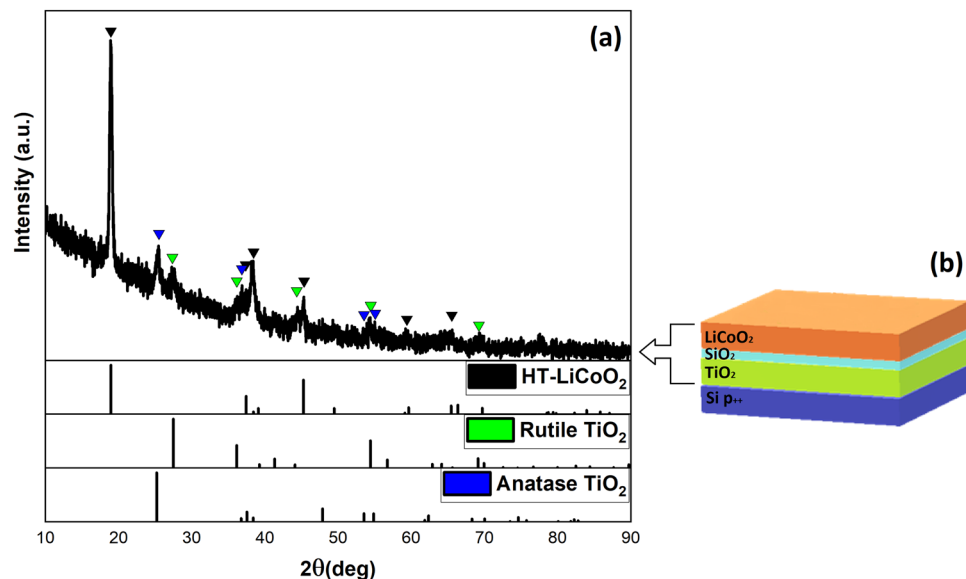 (a)
Intensity (a.u.)
HT-LiCoO₂
Rutile TiO₂
Anatase TiO₂
10 20 30 40 50 60 70 80 90
2θ(deg)
(b)
LiCoO₂
SiO₂
TiO₂
Si p₊₊